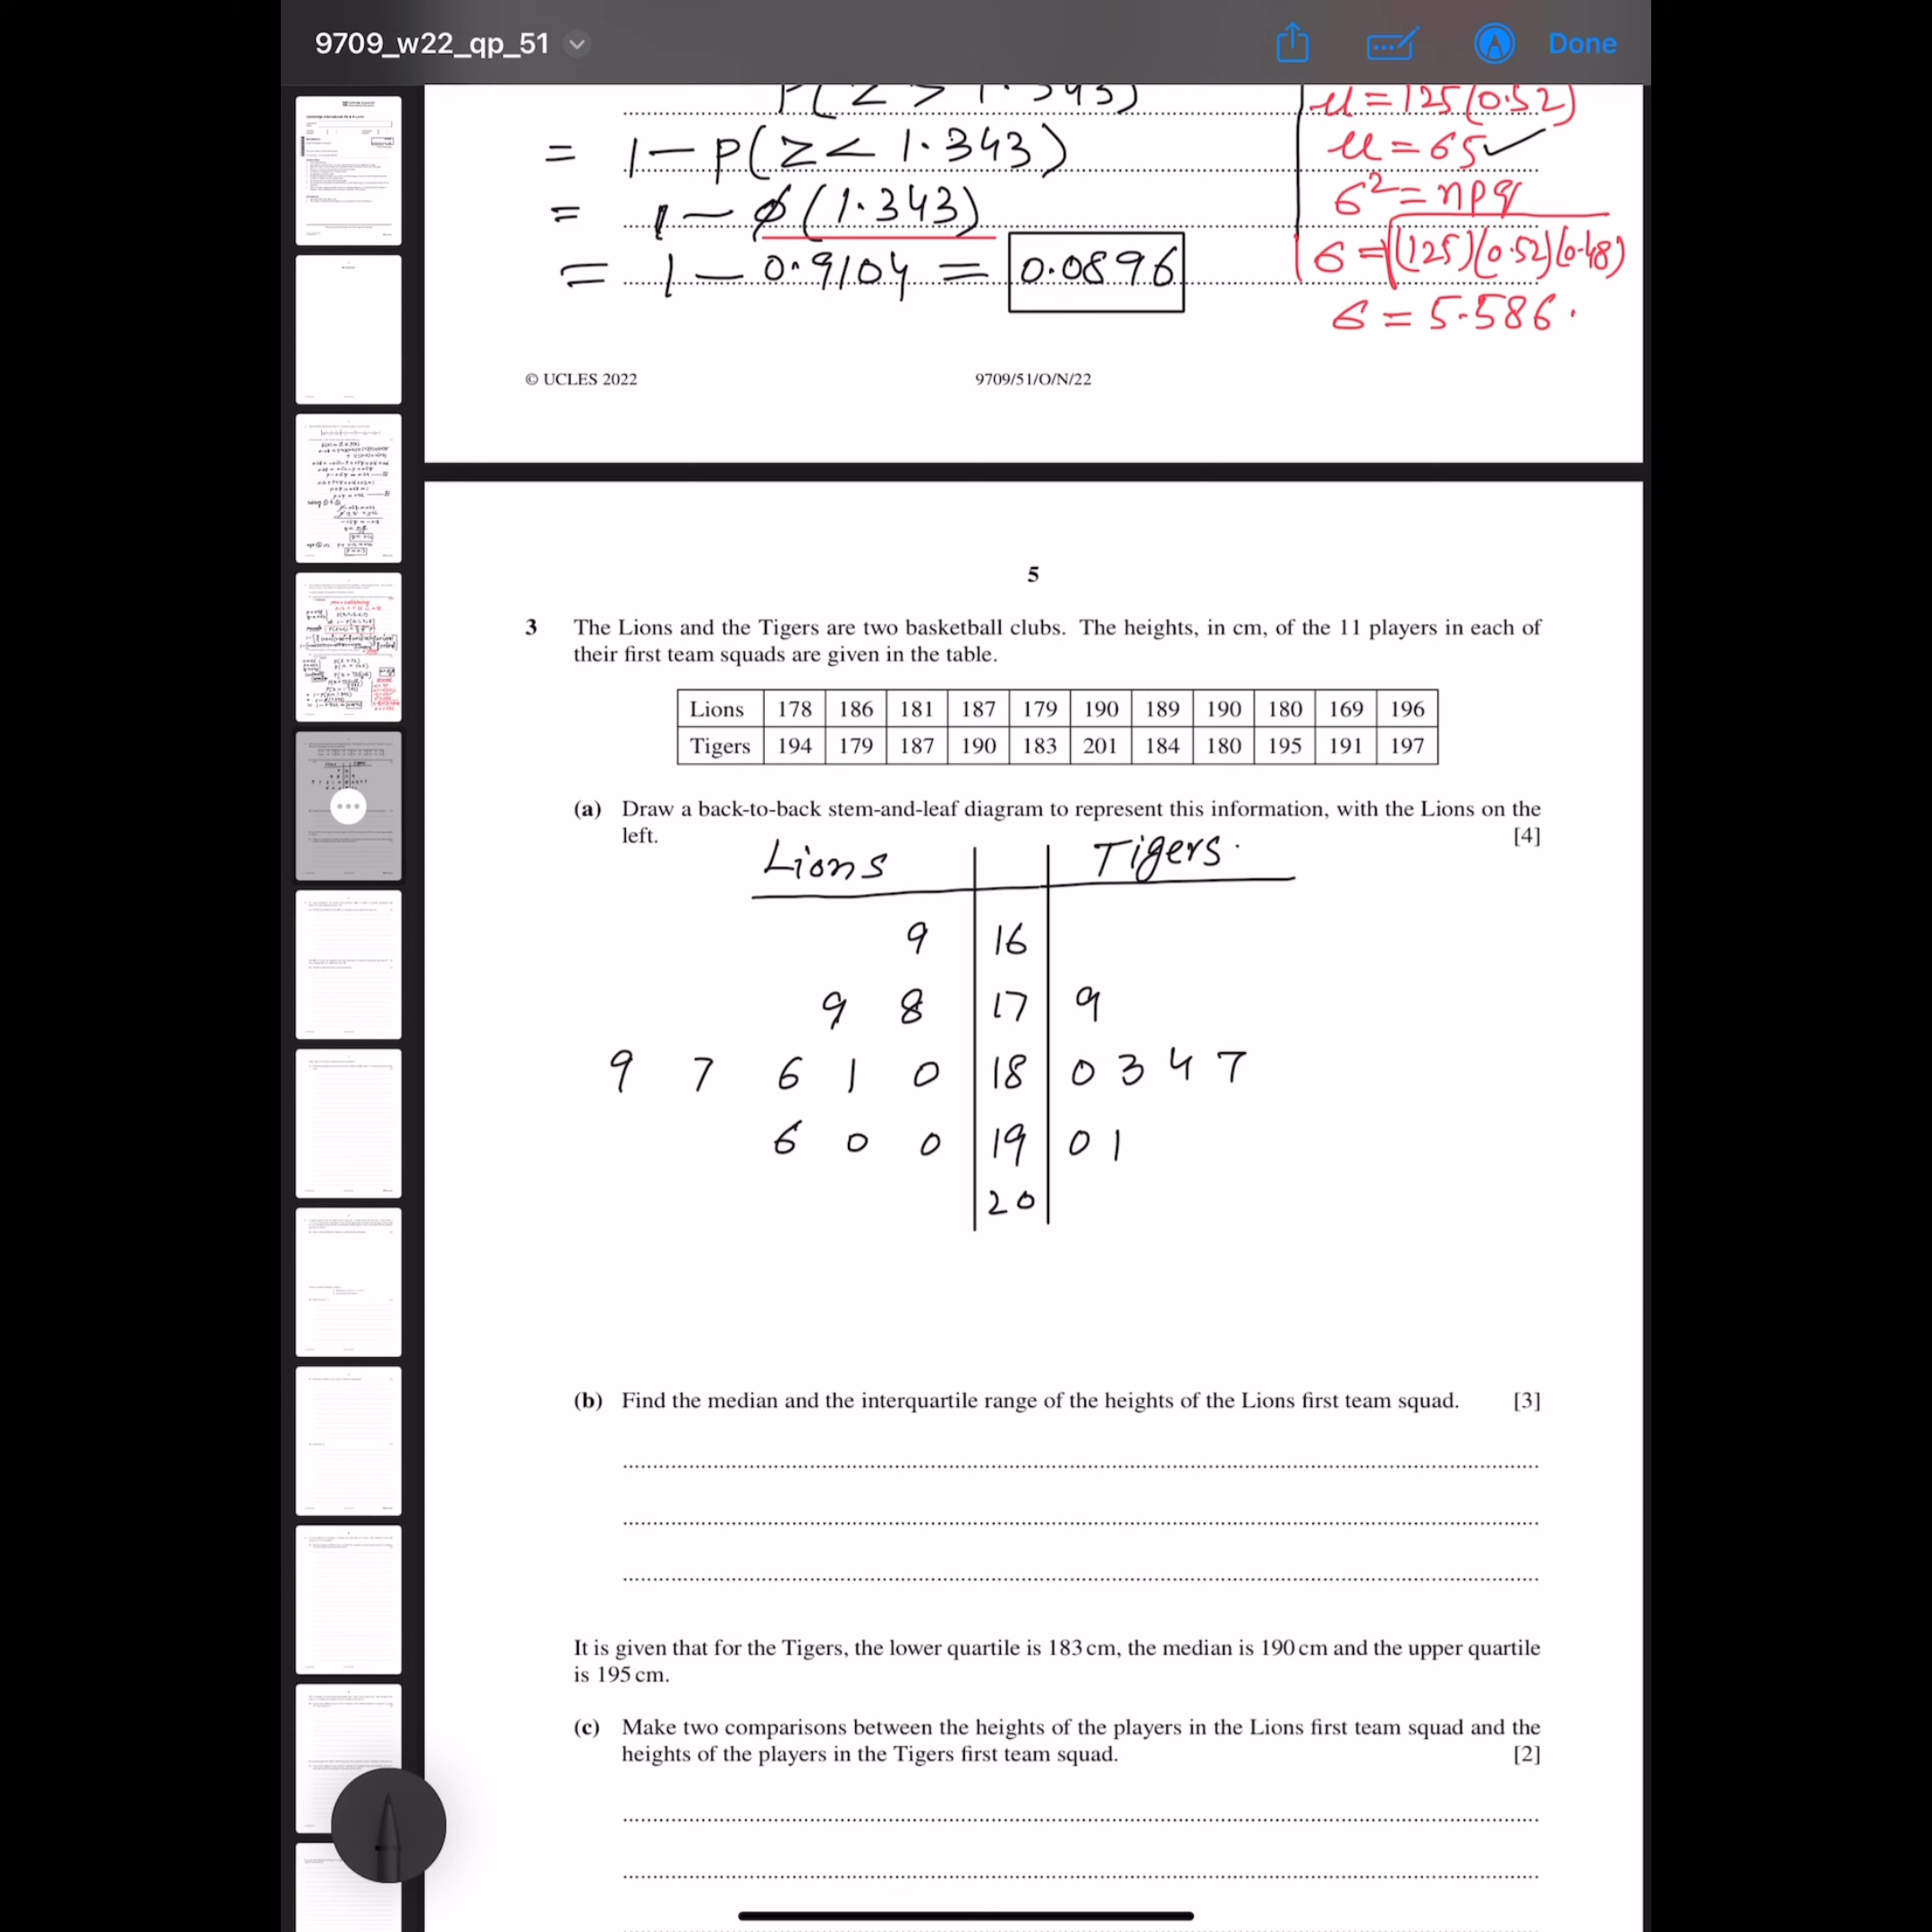 9709_w22_qp_51
Done
P(Z > 1.343)
= 1 - P(Z < 1.343)
= 1 - φ(1.343)
= 1 - 0.9104 = 0.0896
μ = 125(0.52)
μ = 65 ✓
σ² = npq
σ = √(125)(0.52)(0.48)
σ = 5.586.
© UCLES 2022
9709/51/O/N/22
5
3 The Lions and the Tigers are two basketball clubs. The heights, in cm, of the 11 players in each of
their first team squads are given in the table.
Lions 178 186 181 187 179 190 189 190 180 169 196
Tigers 194 179 187 190 183 201 184 180 195 191 197
(a) Draw a back-to-back stem-and-leaf diagram to represent this information, with the Lions on the
left. [4]
Lions Tigers.
9 16
9 8 17 9
9 7 6 1 0 18 0 3 4 7
6 0 0 19 0 1
20
(b) Find the median and the interquartile range of the heights of the Lions first team squad. [3]
It is given that for the Tigers, the lower quartile is 183 cm, the median is 190 cm and the upper quartile
is 195 cm.
(c) Make two comparisons between the heights of the players in the Lions first team squad and the
heights of the players in the Tigers first team squad. [2]